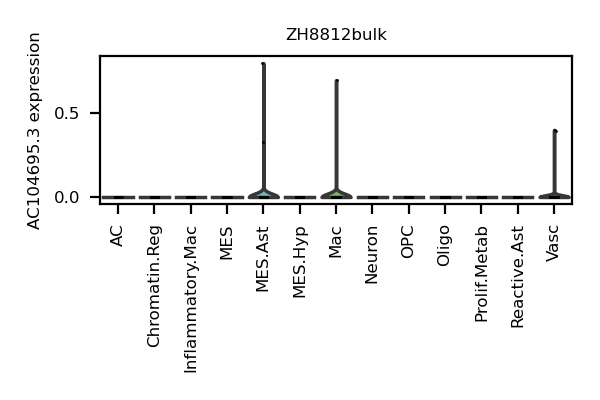 ZH8812bulk
AC104695.3 expression
0.5
0.0
AC
Chromatin.Reg
Inflammatory.Mac
MES
MES.Ast
MES.Hyp
Mac
Neuron
OPC
Oligo
Prolif.Metab
Reactive.Ast
Vasc